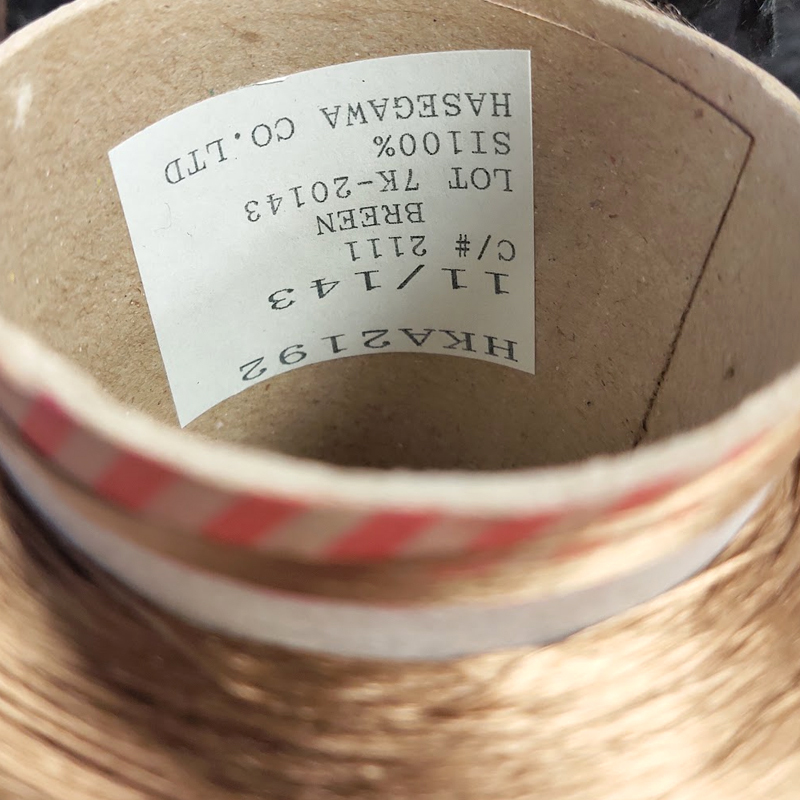 HKA2192
11/143
C/# 2111
BREEN
LOT 7K-20143
SI100%
HASEGAWA CO.LTD